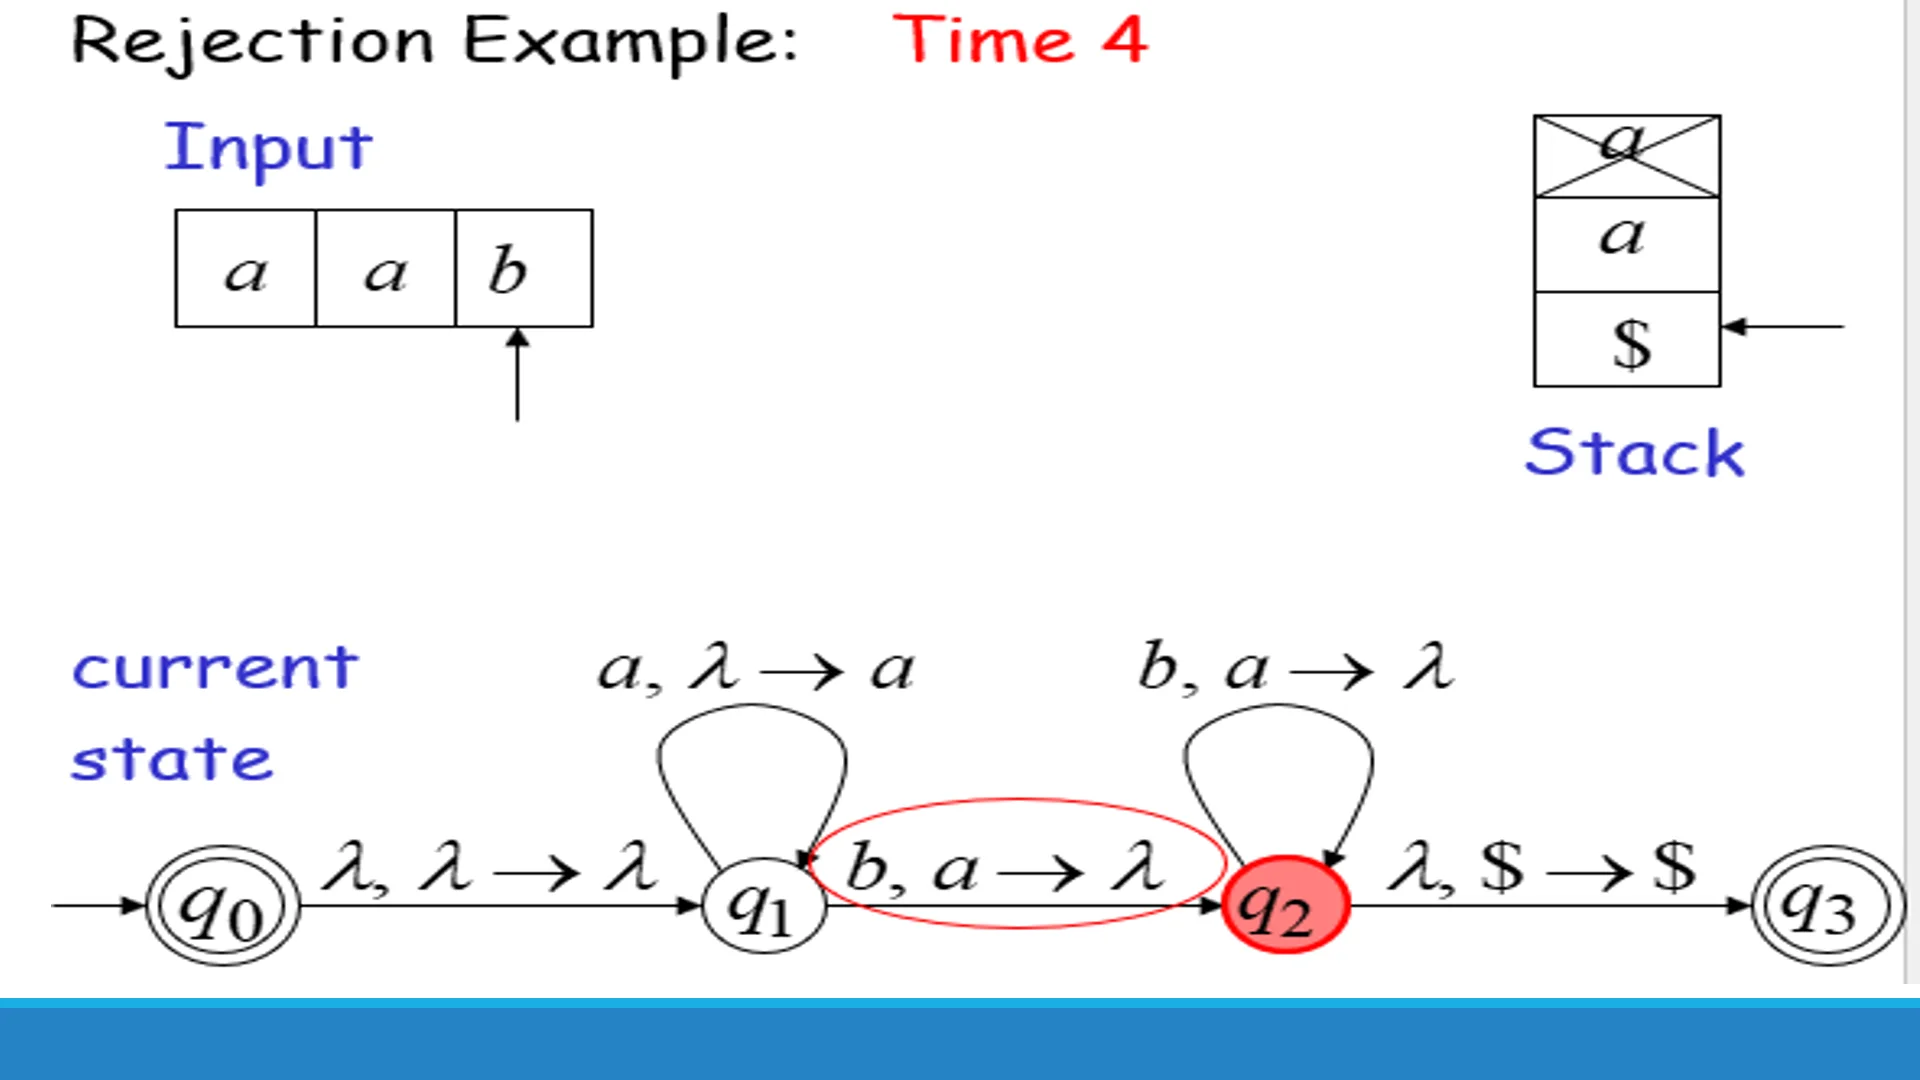 Rejection Example: Time 4
Input
a a b
a
a
$
Stack
current
state
a, λ → a
b, a → λ
q0
λ, λ → λ
q1
b, a → λ
q2
λ, $ → $
q3